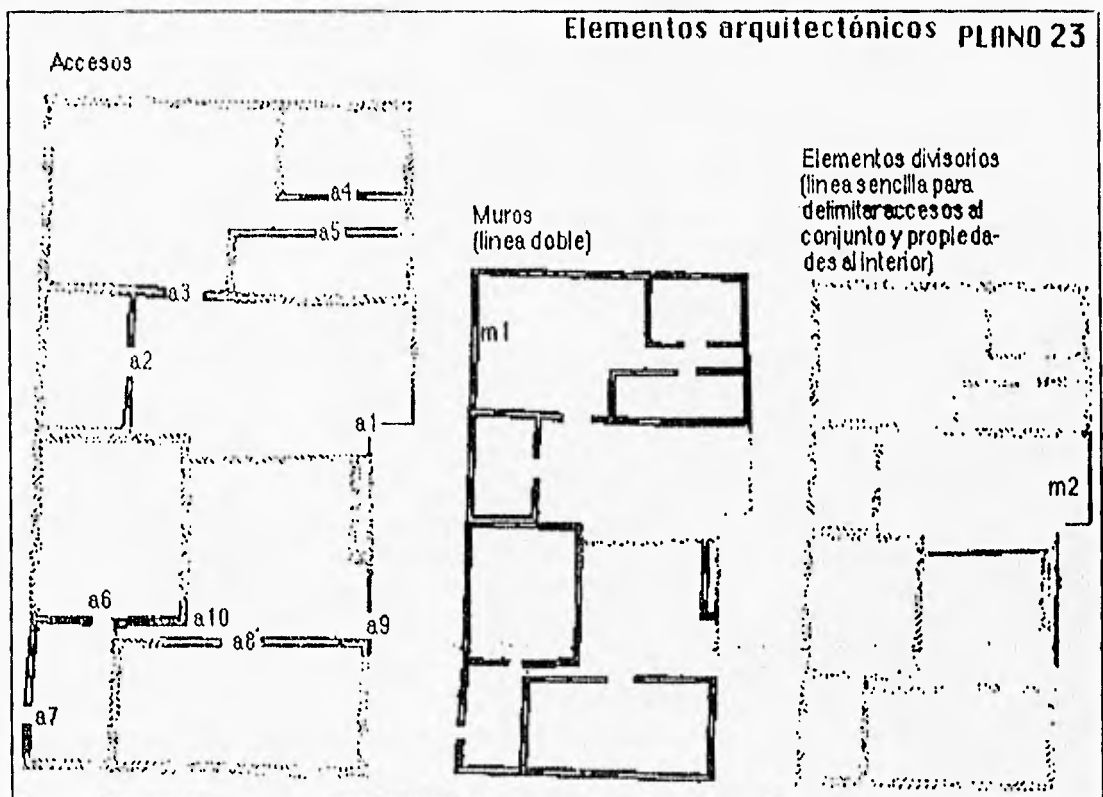 Elementos arquitectónicos PLANO 23
Accesos
a4
a5
a3
a2
a1
a6
a10
a8
a9
a7
Muros
(linea doble)
m1
Elementos divisorios
(linea sencilla para
delimitar accesos al
conjunto y propieda-
des al interior)
m2